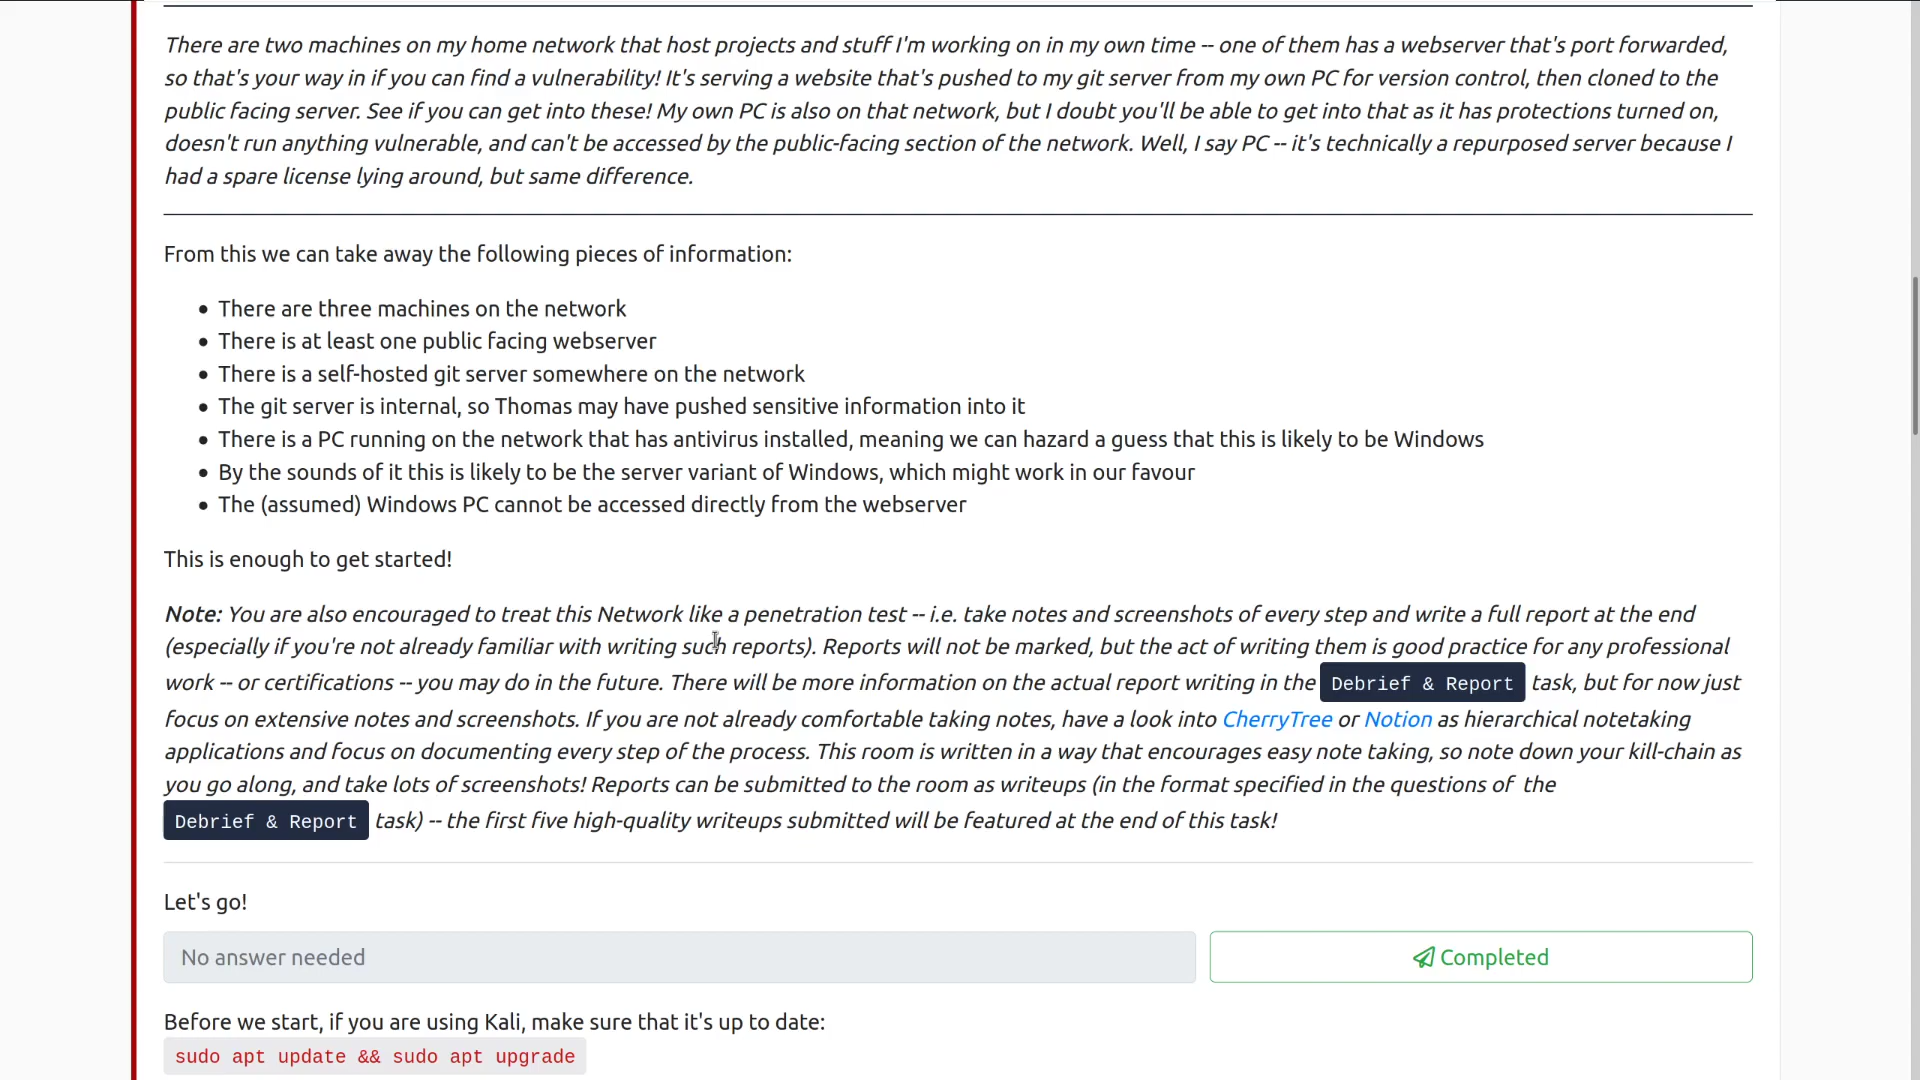 There are two machines on my home network that host projects and stuff I'm working on in my own time -- one of them has a webserver that's port forwarded,
so that's your way in if you can find a vulnerability! It's serving a website that's pushed to my git server from my own PC for version control, then cloned to the
public facing server. See if you can get into these! My own PC is also on that network, but I doubt you'll be able to get into that as it has protections turned on,
doesn't run anything vulnerable, and can't be accessed by the public-facing section of the network. Well, I say PC -- it's technically a repurposed server because I
had a spare license lying around, but same difference.
From this we can take away the following pieces of information:
• There are three machines on the network
• There is at least one public facing webserver
• There is a self-hosted git server somewhere on the network
• The git server is internal, so Thomas may have pushed sensitive information into it
• There is a PC running on the network that has antivirus installed, meaning we can hazard a guess that this is likely to be Windows
• By the sounds of it this is likely to be the server variant of Windows, which might work in our favour
• The (assumed) Windows PC cannot be accessed directly from the webserver
This is enough to get started!
Note: You are also encouraged to treat this Network like a penetration test -- i.e. take notes and screenshots of every step and write a full report at the end
(especially if you're not already familiar with writing such reports). Reports will not be marked, but the act of writing them is good practice for any professional
work -- or certifications -- you may do in the future. There will be more information on the actual report writing in the Debrief & Report task, but for now just
focus on extensive notes and screenshots. If you are not already comfortable taking notes, have a look into CherryTree or Notion as hierarchical notetaking
applications and focus on documenting every step of the process. This room is written in a way that encourages easy note taking, so note down your kill-chain as
you go along, and take lots of screenshots! Reports can be submitted to the room as writeups (in the format specified in the questions of the
Debrief & Report task) -- the first five high-quality writeups submitted will be featured at the end of this task!
Let's go!
No answer needed Completed
Before we start, if you are using Kali, make sure that it's up to date:
sudo apt update && sudo apt upgrade